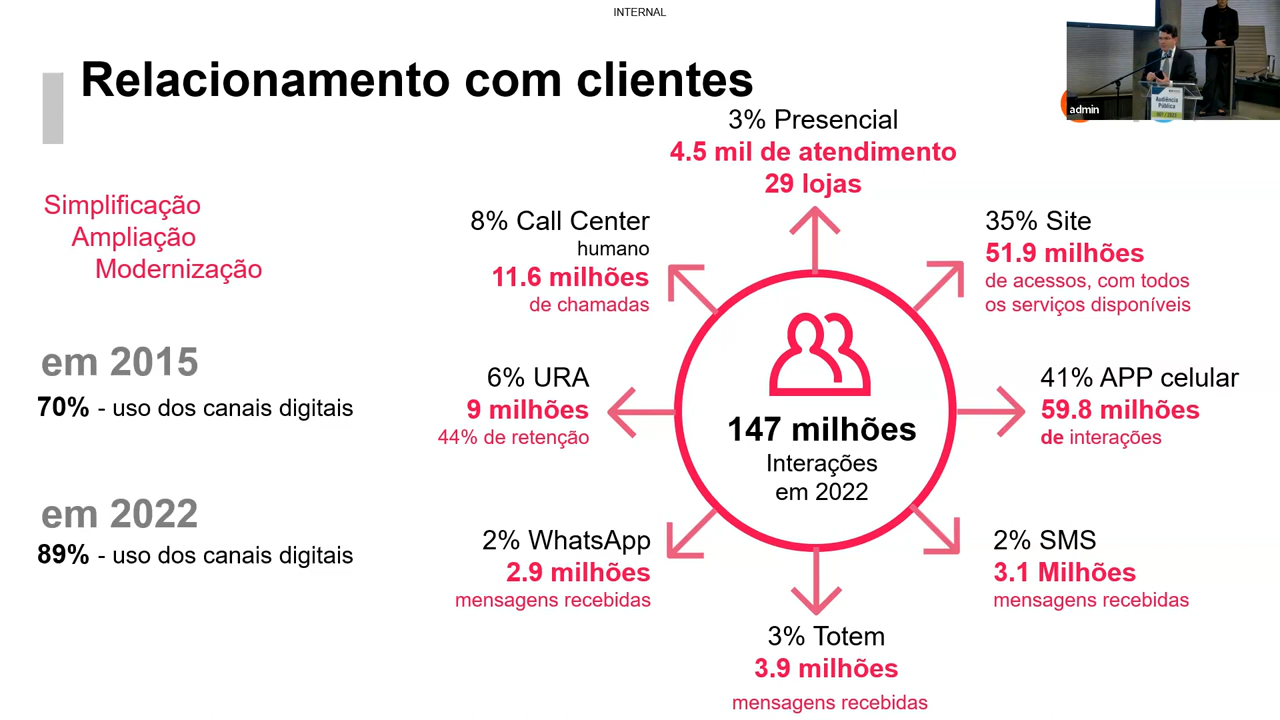 INTERNAL
Relacionamento com clientes
admin
Audiência
Pública
Simplificação
Ampliação
Modernização
em 2015
70% - uso dos canais digitais
em 2022
89% - uso dos canais digitais
3% Presencial
4.5 mil de atendimento
29 lojas
8% Call Center
humano
11.6 milhões
de chamadas
35% Site
51.9 milhões
de acessos, com todos
os serviços disponíveis
6% URA
9 milhões
44% de retenção
147 milhões
Interações
em 2022
41% APP celular
59.8 milhões
de interações
2% WhatsApp
2.9 milhões
mensagens recebidas
2% SMS
3.1 Milhões
mensagens recebidas
3% Totem
3.9 milhões
mensagens recebidas